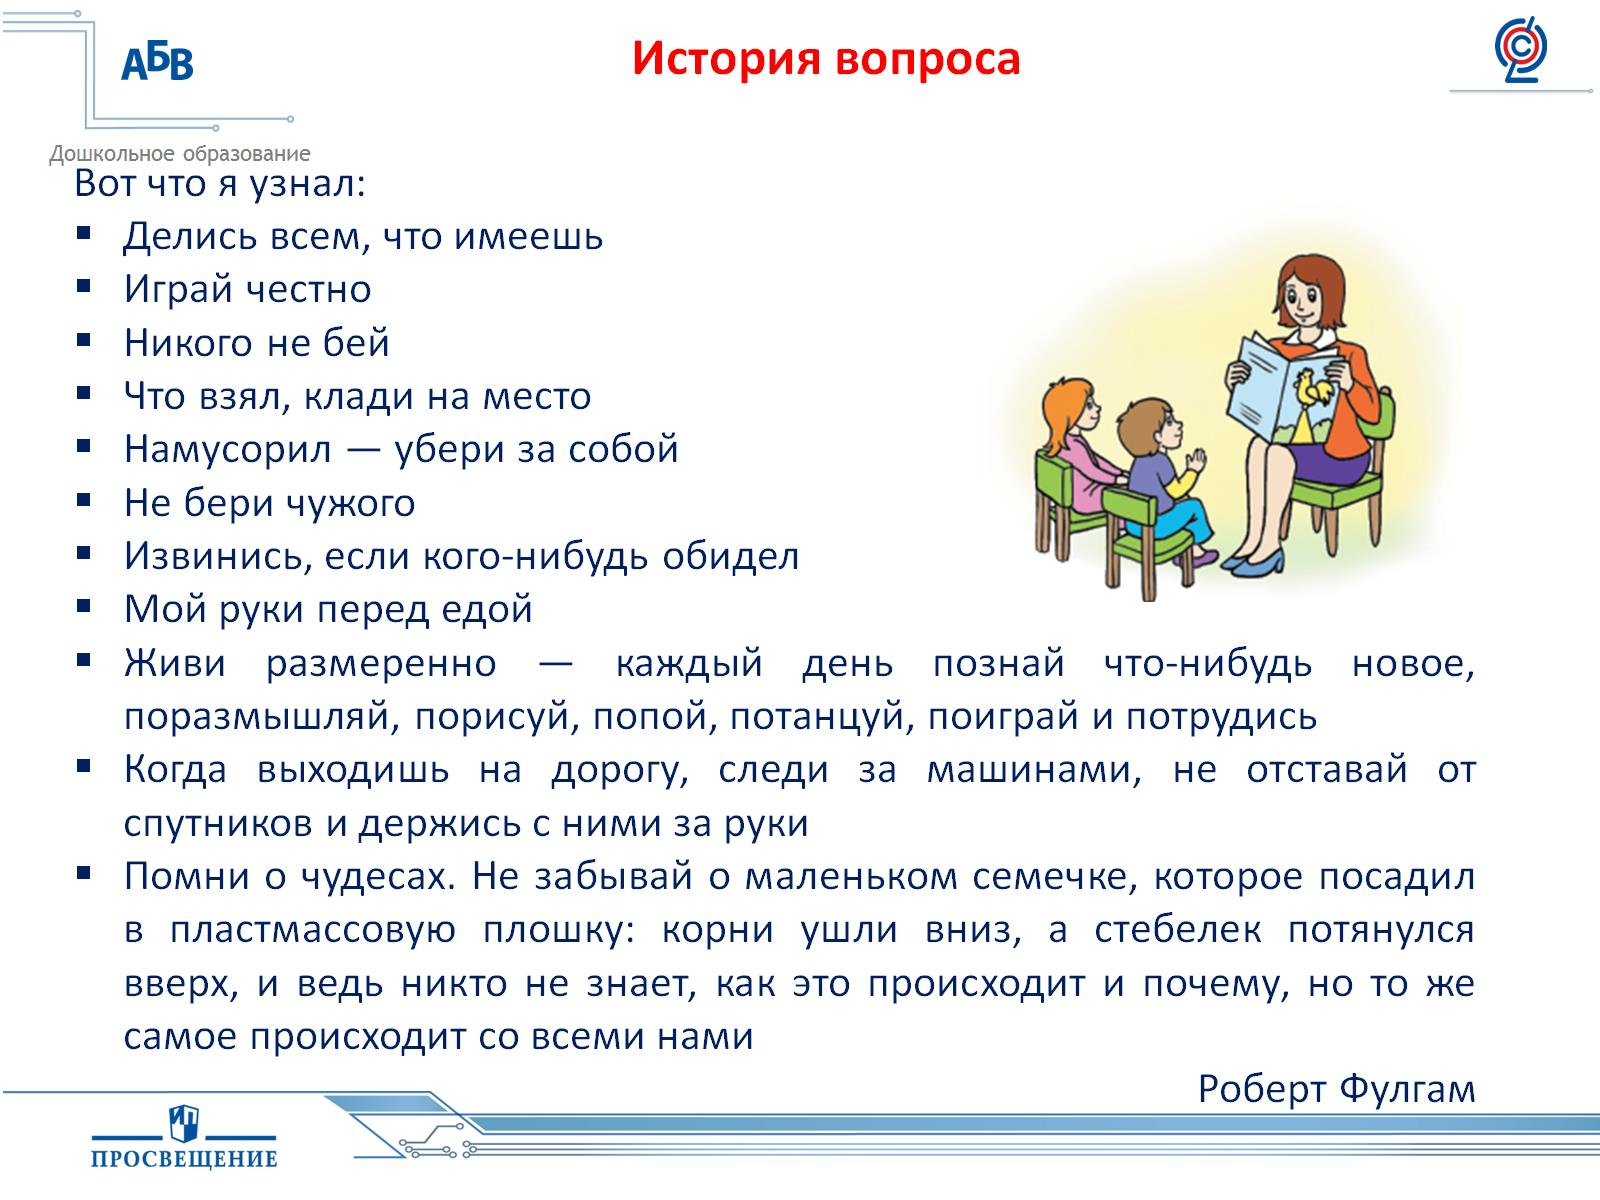 АБВ
История вопроса
Дошкольное образование
Вот что я узнал:
▪ Делись всем, что имеешь
▪ Играй честно
▪ Никого не бей
▪ Что взял, клади на место
▪ Намусорил — убери за собой
▪ Не бери чужого
▪ Извинись, если кого-нибудь обидел
▪ Мой руки перед едой
▪ Живи размеренно — каждый день познай что-нибудь новое,
поразмышляй, порисуй, попой, потанцуй, поиграй и потрудись
▪ Когда выходишь на дорогу, следи за машинами, не отставай от
спутников и держись с ними за руки
▪ Помни о чудесах. Не забывай о маленьком семечке, которое посадил
в пластмассовую плошку: корни ушли вниз, а стебелек потянулся
вверх, и ведь никто не знает, как это происходит и почему, но то же
самое происходит со всеми нами
Роберт Фулгам
ПРОСВЕЩЕНИЕ